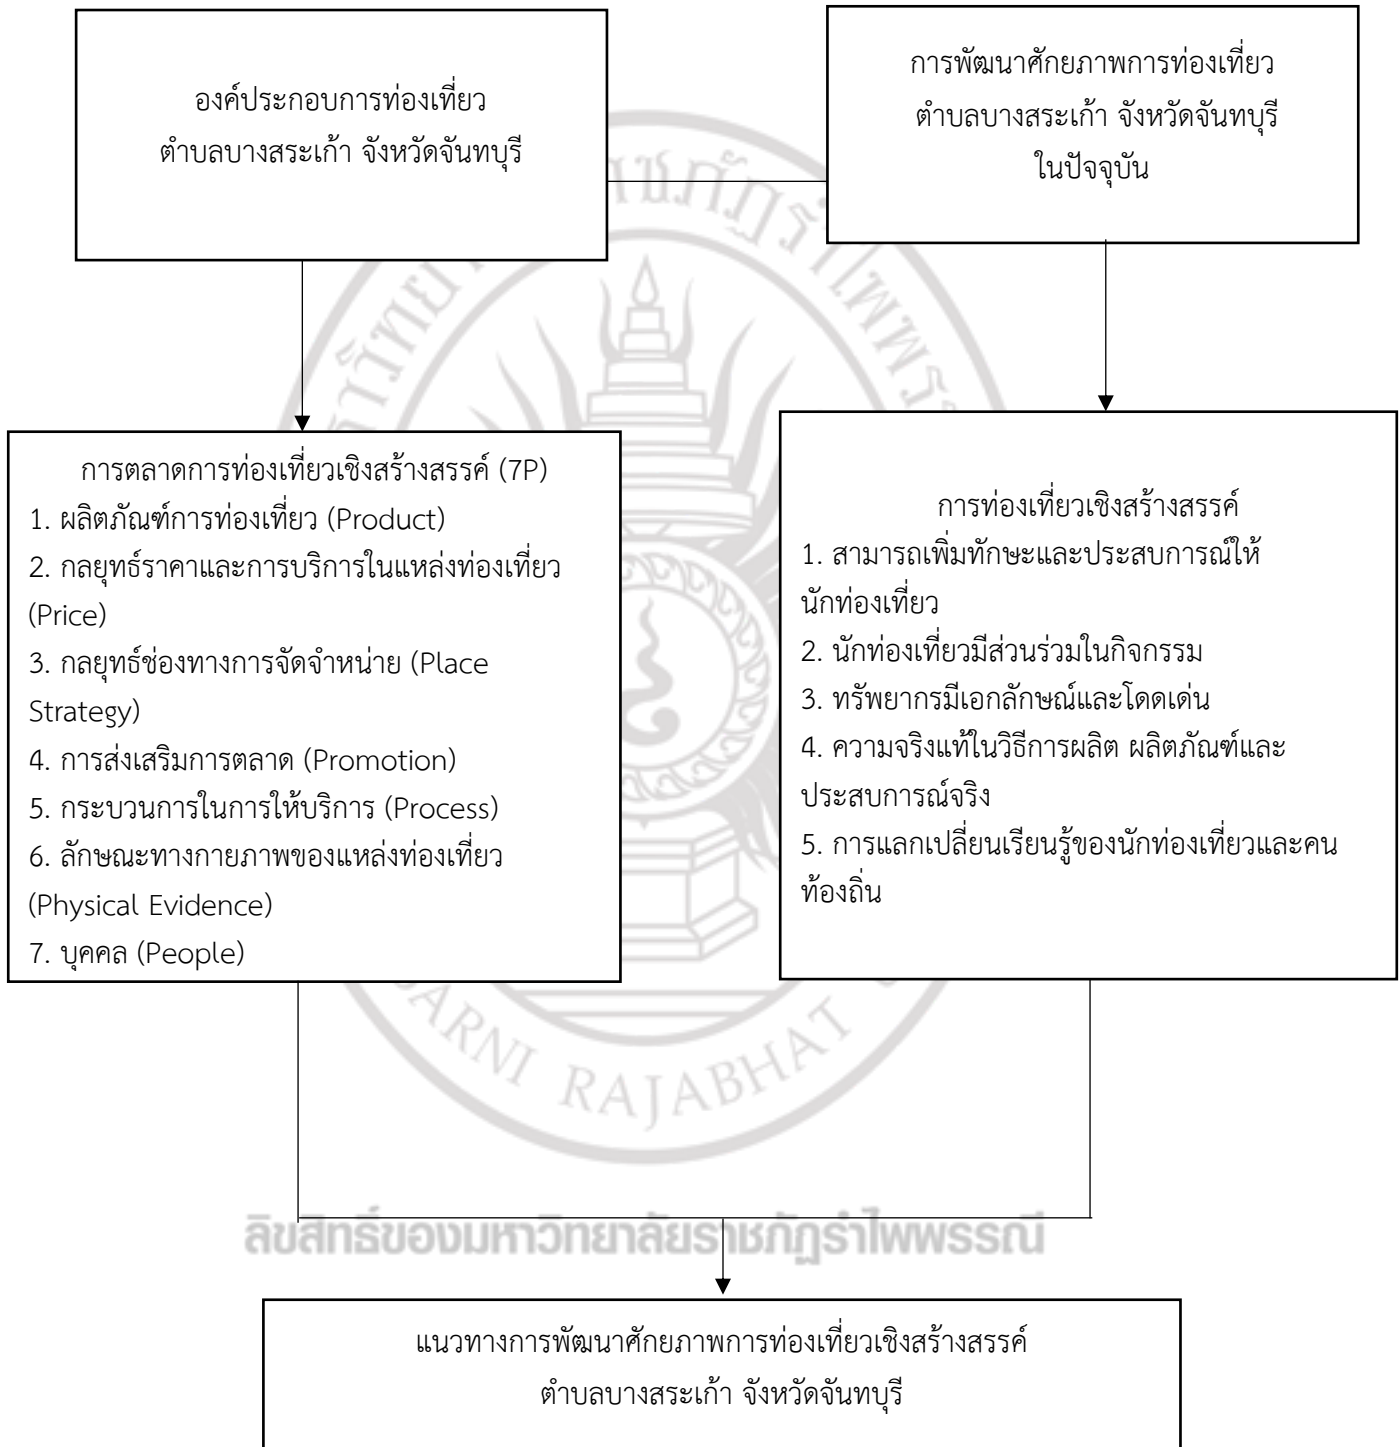 องค์ประกอบการท่องเที่ยว
ตำบลบางสระเก้า จังหวัดจันทบุรี
การพัฒนาศักยภาพการท่องเที่ยว
ตำบลบางสระเก้า จังหวัดจันทบุรี
ในปัจจุบัน
การตลาดการท่องเที่ยวเชิงสร้างสรรค์ (7P)
1. ผลิตภัณฑ์การท่องเที่ยว (Product)
2. กลยุทธ์ราคาและการบริการในแหล่งท่องเที่ยว
(Price)
3. กลยุทธ์ช่องทางการจัดจำหน่าย (Place
Strategy)
4. การส่งเสริมการตลาด (Promotion)
5. กระบวนการในการให้บริการ (Process)
6. ลักษณะทางกายภาพของแหล่งท่องเที่ยว
(Physical Evidence)
7. บุคคล (People)
การท่องเที่ยวเชิงสร้างสรรค์
1. สามารถเพิ่มทักษะและประสบการณ์ให้
นักท่องเที่ยว
2. นักท่องเที่ยวมีส่วนร่วมในกิจกรรม
3. ทรัพยากรมีเอกลักษณ์และโดดเด่น
4. ความจริงแท้ในวิธีการผลิต ผลิตภัณฑ์และ
ประสบการณ์จริง
5. การแลกเปลี่ยนเรียนรู้ของนักท่องเที่ยวและคน
ท้องถิ่น
RAJABHAT
ลิขสิทธิ์ของมหาวิทยาลัยราชภัฏรำไพพรรณี
แนวทางการพัฒนาศักยภาพการท่องเที่ยวเชิงสร้างสรรค์
ตำบลบางสระเก้า จังหวัดจันทบุรี